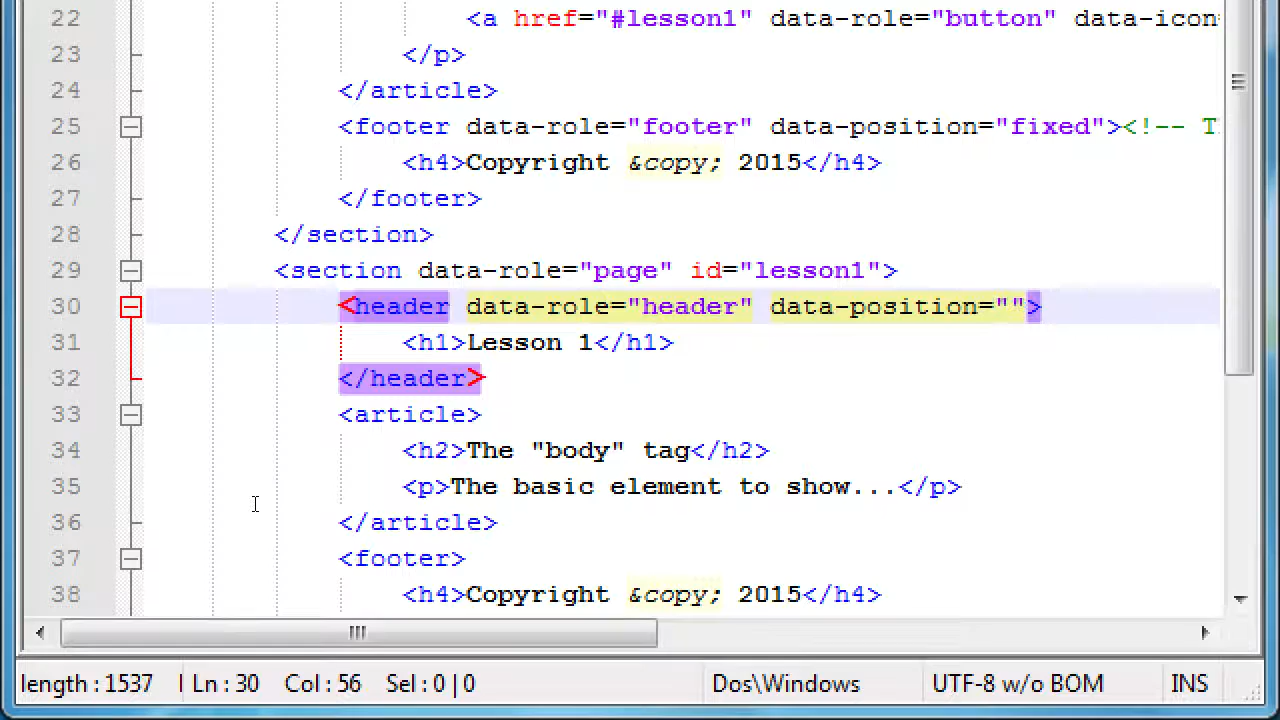 22 <a href="#lesson1" data-role="button" data-icon
23 </p>
24 </article>
25 <footer data-role="footer" data-position="fixed"><!-- T
26 <h4>Copyright &copy; 2015</h4>
27 </footer>
28 </section>
29 <section data-role="page" id="lesson1">
30 <header data-role="header" data-position="">
31 <h1>Lesson 1</h1>
32 </header>
33 <article>
34 <h2>The "body" tag</h2>
35 <p>The basic element to show...</p>
36 </article>
37 <footer>
38 <h4>Copyright &copy; 2015</h4>
length : 1537 l Ln : 30 Col : 56 Sel : 0 | 0 Dos\Windows UTF-8 w/o BOM INS